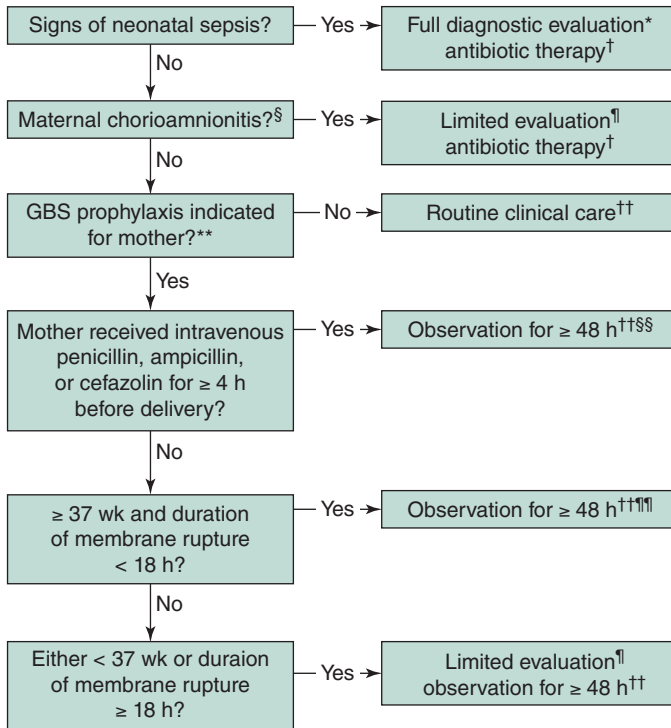 Signs of neonatal sepsis?
Yes
Full diagnostic evaluation*
antibiotic therapy†
No
Maternal chorioamnionitis?§
Yes
Limited evaluation¶
antibiotic therapy†
No
GBS prophylaxis indicated
for mother?**
No
Routine clinical care††
Yes
Mother received intravenous
penicillin, ampicillin,
or cefazolin for ≥ 4 h
before delivery?
Yes
Observation for ≥ 48 h††§§
No
≥ 37 wk and duration
of membrane rupture
< 18 h?
Yes
Observation for ≥ 48 h††¶¶
No
Either < 37 wk or duraion
of membrane rupture
≥ 18 h?
Yes
Limited evaluation¶
observation for ≥ 48 h††